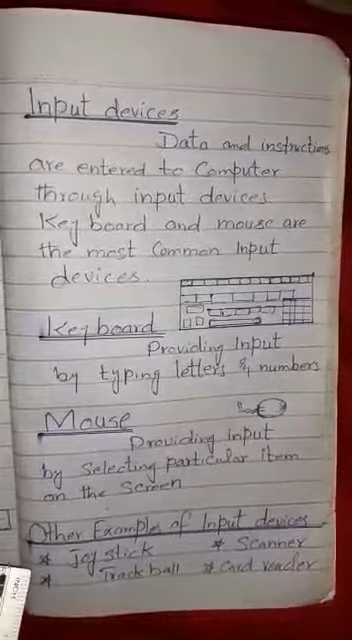 Input devices
Data and instructions
are entered to Computer
through input devices.
Key board and mouse are
the most Common Input
devices.
Keyboard
Providing Input
by typing letters & numbers
Mouse
Providing input
by Selecting particular item
on the Screen
Other Examples of Input devices
* Joy stick * Scanner
* Track ball * Card reader
INCH